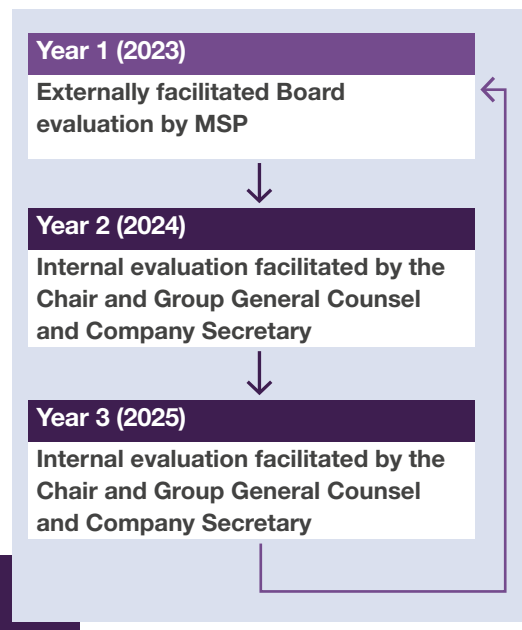 Year 1 (2023)
Externally facilitated Board
evaluation by MSP
Year 2 (2024)
Internal evaluation facilitated by the
Chair and Group General Counsel
and Company Secretary
Year 3 (2025)
Internal evaluation facilitated by the
Chair and Group General Counsel
and Company Secretary